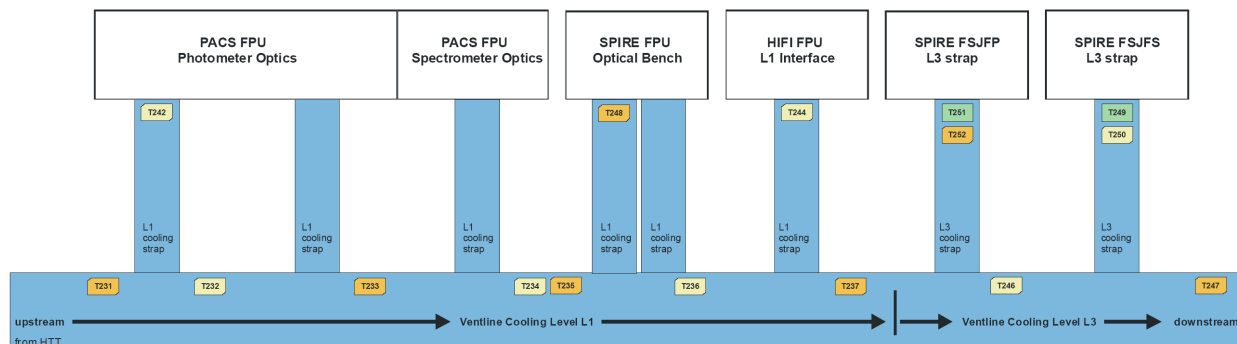 PACS FPU
Photometer Optics
PACS FPU
Spectrometer Optics
SPIRE FPU
Optical Bench
HIFI FPU
L1 Interface
SPIRE FSJFP
L3 strap
SPIRE FSJFS
L3 strap
T242
T248
T244
T251
T252
T249
T250
L1
cooling
strap
L1
cooling
strap
L1
cooling
strap
L1
cooling
strap
L1
cooling
strap
L1
cooling
strap
L3
cooling
strap
L3
cooling
strap
T231
T232
T233
T234
T235
T236
T237
T246
T247
upstream
from HTT
Ventline Cooling Level L1
Ventline Cooling Level L3
downstream